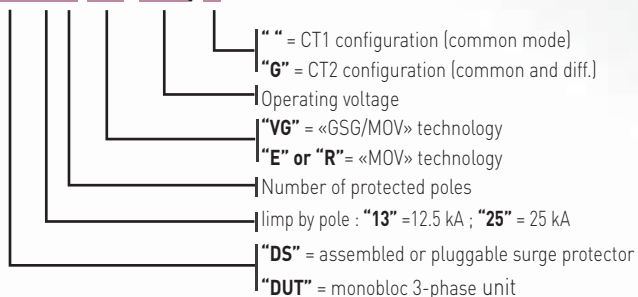 “ “ = CT1 configuration (common mode)
“G” = CT2 configuration (common and diff.)
Operating voltage
“VG” = «GSG/MOV» technology
“E” or “R”= «MOV» technology
Number of protected poles
Iimp by pole : “13” =12.5 kA ; “25” = 25 kA
“DS” = assembled or pluggable surge protector
“DUT” = monobloc 3-phase unit